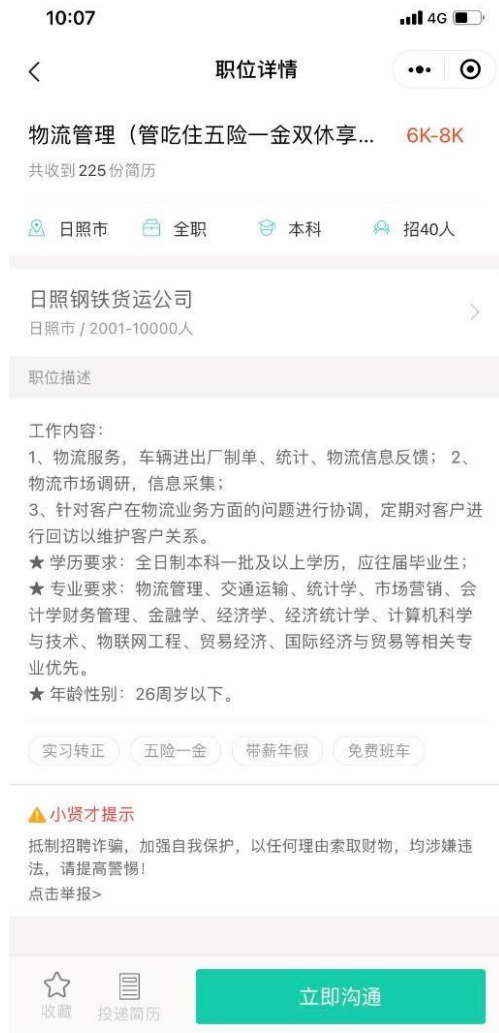 10:07
4G
职位详情
物流管理（管吃住五险一金双休享... 6K-8K
共收到 225 份简历
日照市 全职 本科 招40人
日照钢铁货运公司
日照市 / 2001-10000人
职位描述
工作内容：
1、物流服务，车辆进出厂制单、统计、物流信息反馈； 2、
物流市场调研，信息采集；
3、针对客户在物流业务方面的问题进行协调，定期对客户进
行回访以维护客户关系。
★ 学历要求：全日制本科一批及以上学历，应往届毕业生；
★ 专业要求：物流管理、交通运输、统计学、市场营销、会
计学财务管理、金融学、经济学、经济统计学、计算机科学
与技术、物联网工程、贸易经济、国际经济与贸易等相关专
业优先。
★ 年龄性别：26周岁以下。
实习转正 五险一金 带薪年假 免费班车
小贤才提示
抵制招聘诈骗，加强自我保护，以任何理由索取财物，均涉嫌违
法，请提高警惕！
点击举报>
收藏 投递简历 立即沟通